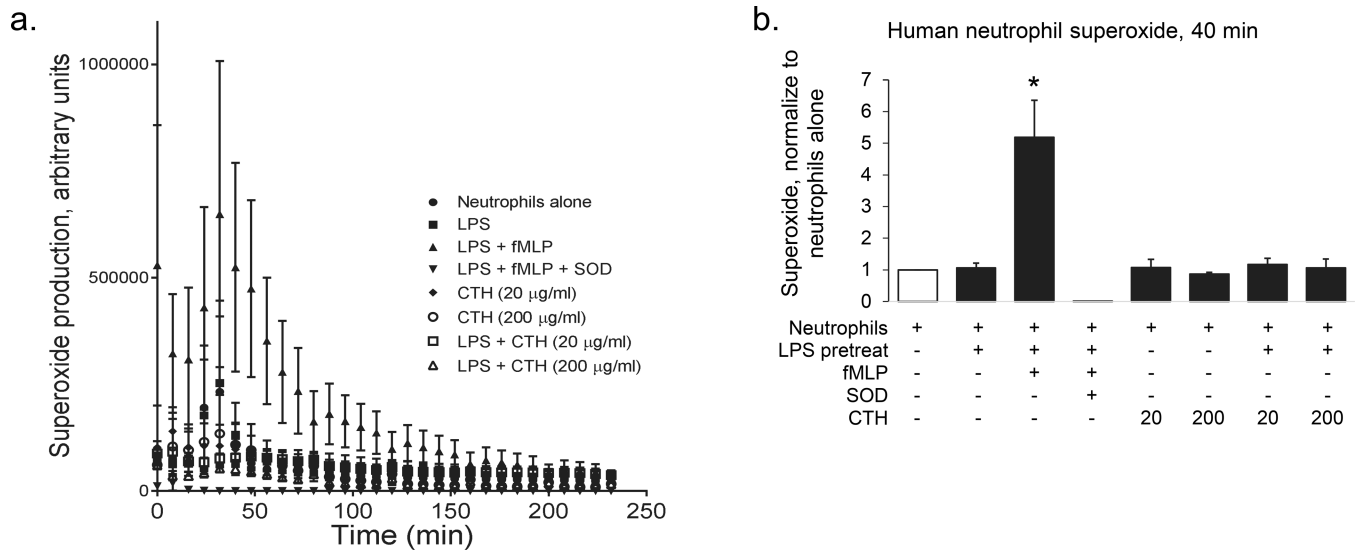 a.
Superoxide production, arbitrary units
1000000
500000
0
0 50 100 150 200 250
Time (min)
Neutrophils alone
LPS
LPS + fMLP
LPS + fMLP + SOD
CTH (20 μg/ml)
CTH (200 μg/ml)
LPS + CTH (20 μg/ml)
LPS + CTH (200 μg/ml)
b.
Human neutrophil superoxide, 40 min
Superoxide, normalize to
neutrophils alone
7
6
5
4
3
2
1
0
*
Neutrophils + + + + + + + +
LPS pretreat - + + + - - + +
fMLP - - + + - - - -
SOD - - - + - - - -
CTH - - - - 20 200 20 200